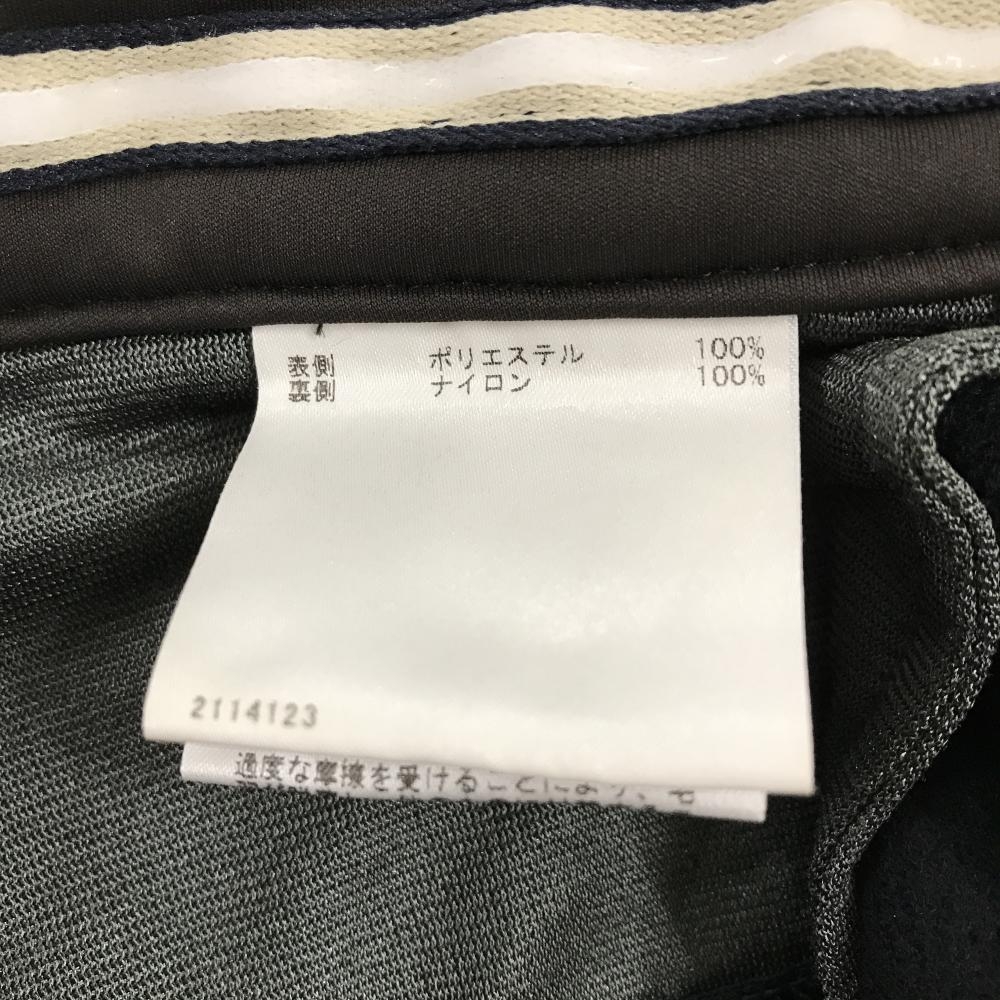 表側 ポリエステル 100%
裏側 ナイロン 100%
2114123
過度な摩擦を受けることにより、毛